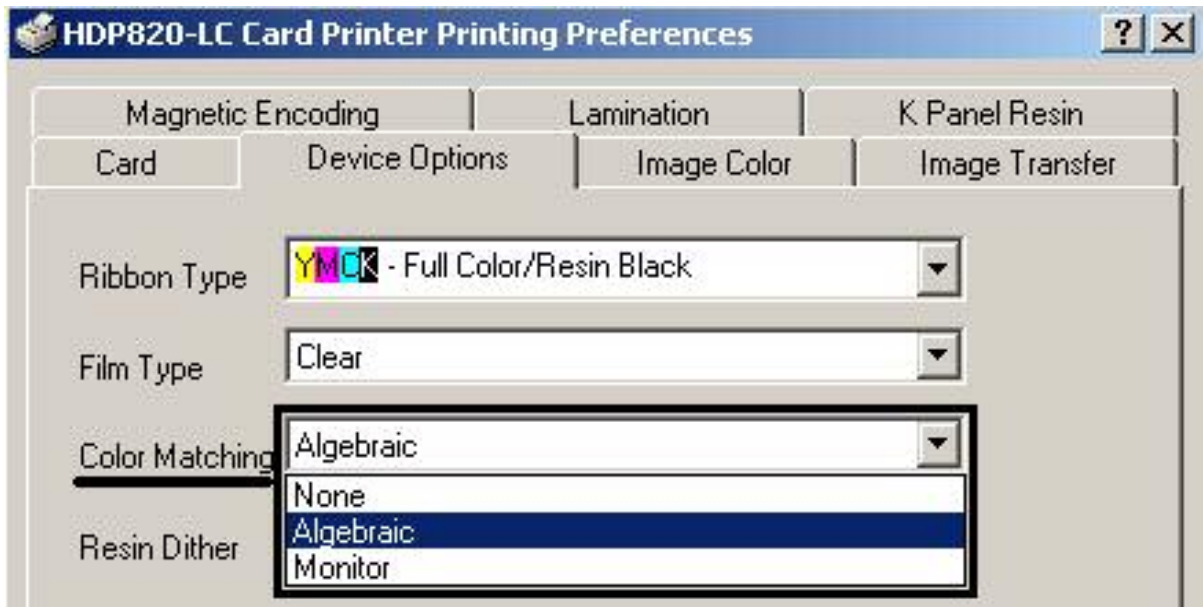 HDP820-LC Card Printer Printing Preferences
Magnetic Encoding Lamination K Panel Resin
Card Device Options Image Color Image Transfer
Ribbon Type YMCK - Full Color/Resin Black
Film Type Clear
Color Matching Algebraic
None
Algebraic
Resin Dither
Monitor